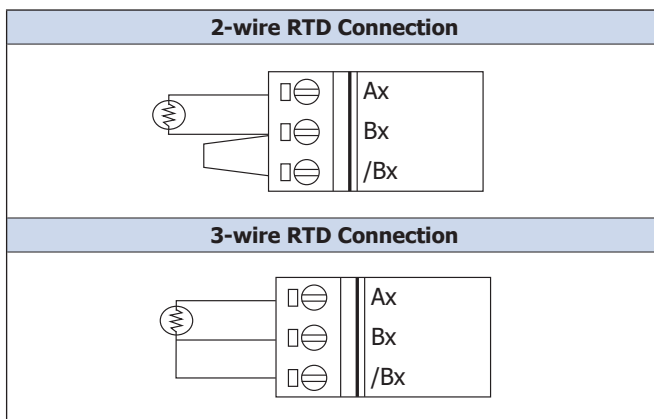 2-wire RTD Connection
Ax
Bx
/Bx
3-wire RTD Connection
Ax
Bx
/Bx